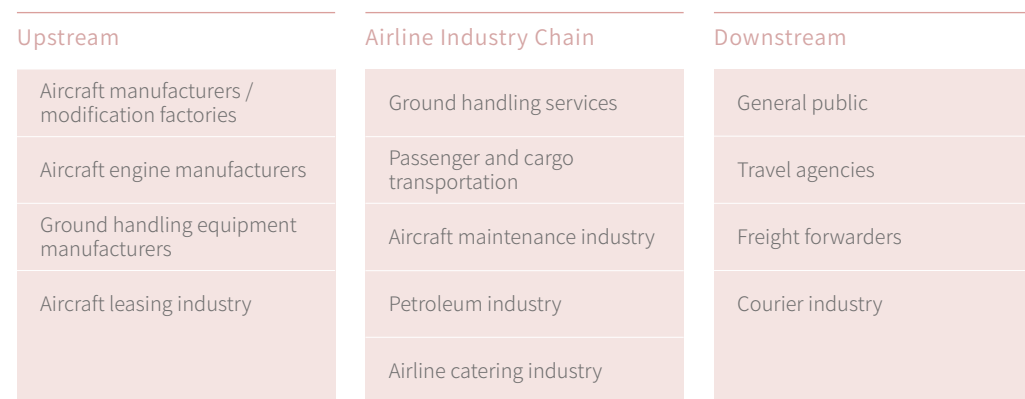 Upstream
Aircraft manufacturers /
modification factories
Aircraft engine manufacturers
Ground handling equipment
manufacturers
Aircraft leasing industry
Airline Industry Chain
Ground handling services
Passenger and cargo
transportation
Aircraft maintenance industry
Petroleum industry
Airline catering industry
Downstream
General public
Travel agencies
Freight forwarders
Courier industry